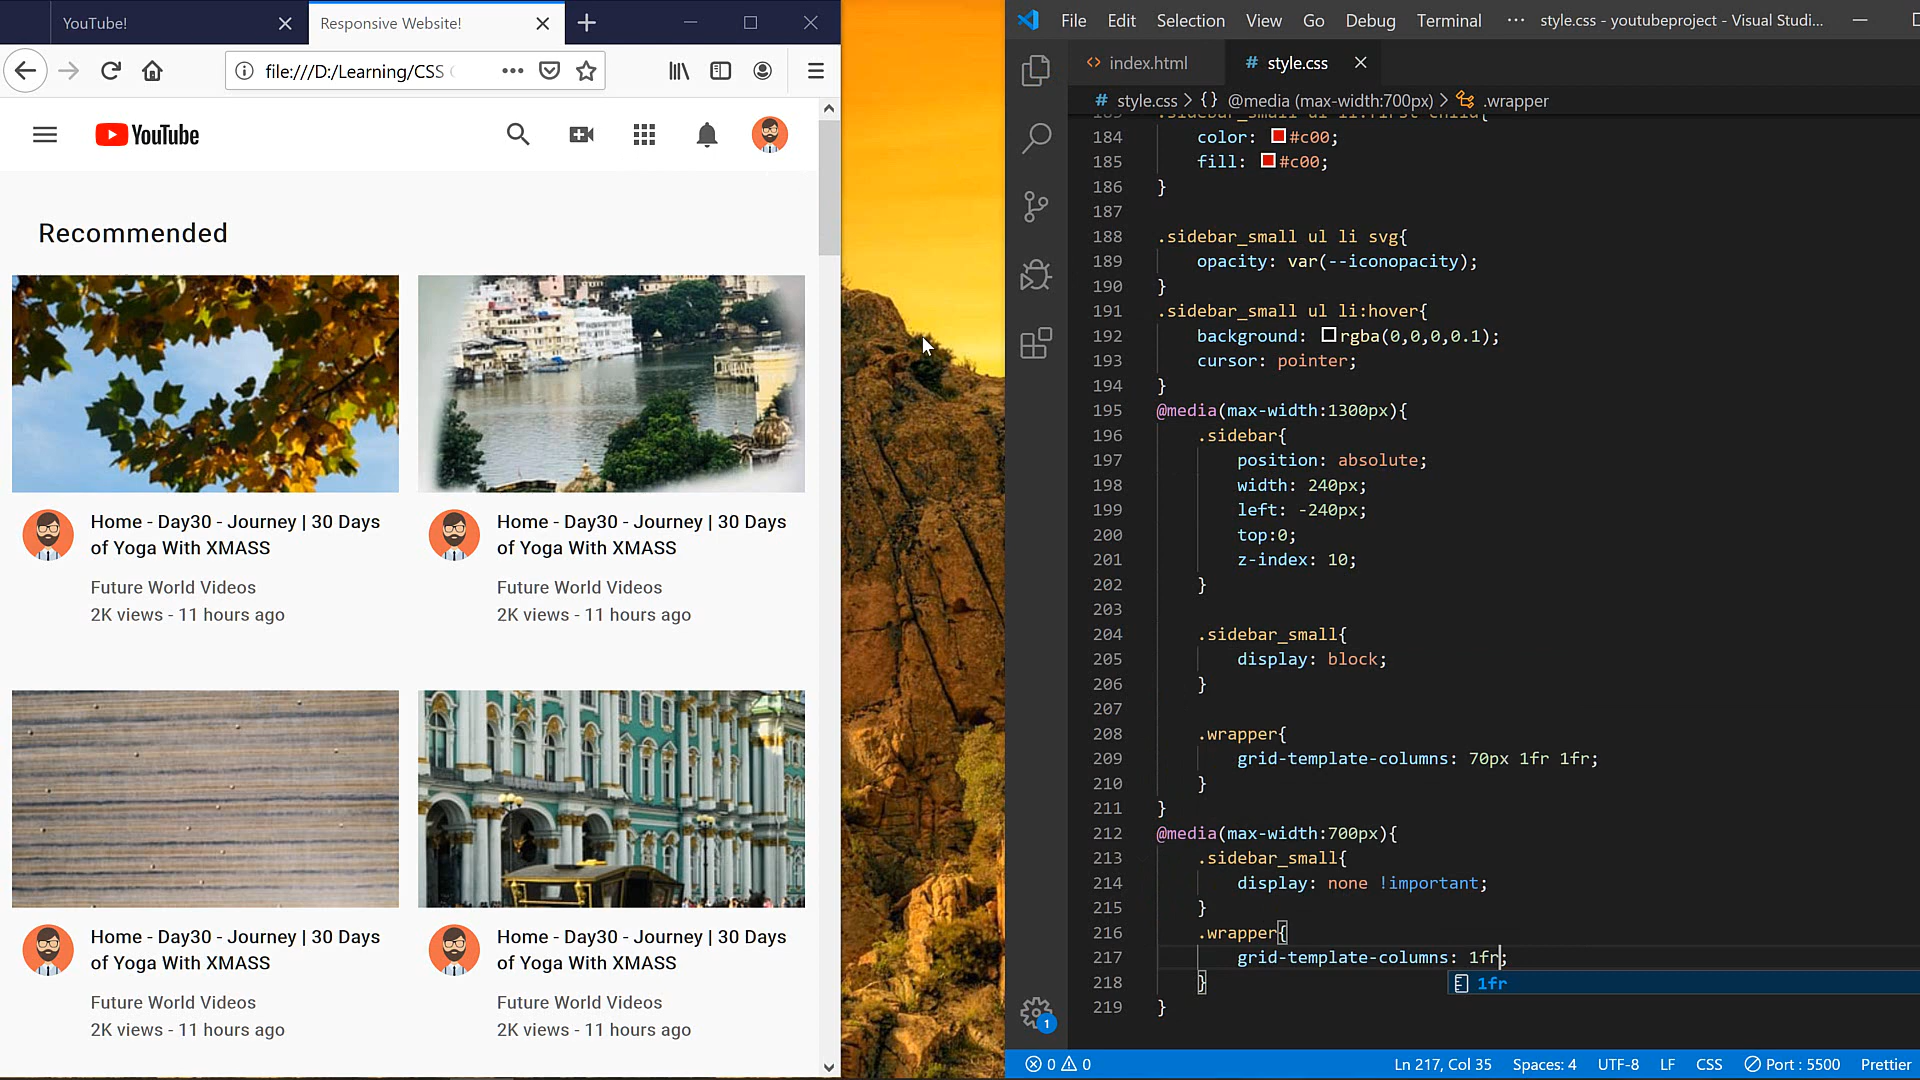 YouTube!
Responsive Website!
file:///D:/Learning/CSS
YouTube
Recommended
Home - Day30 - Journey | 30 Days
of Yoga With XMASS
Future World Videos
2K views - 11 hours ago
Home - Day30 - Journey | 30 Days
of Yoga With XMASS
Future World Videos
2K views - 11 hours ago
Home - Day30 - Journey | 30 Days
of Yoga With XMASS
Future World Videos
2K views - 11 hours ago
Home - Day30 - Journey | 30 Days
of Yoga With XMASS
Future World Videos
2K views - 11 hours ago
File Edit Selection View Go Debug Terminal ··· style.css - youtubeproject - Visual Studi...
<> index.html # style.css
# style.css > {} @media (max-width:700px) > .wrapper
183 .sidebar_small ul li:first-child{
184 color: #c00;
185 fill: #c00;
186 }
187
188 .sidebar_small ul li svg{
189 opacity: var(--iconopacity);
190 }
191 .sidebar_small ul li:hover{
192 background: rgba(0,0,0,0.1);
193 cursor: pointer;
194 }
195 @media(max-width:1300px){
196 .sidebar{
197 position: absolute;
198 width: 240px;
199 left: -240px;
200 top:0;
201 z-index: 10;
202 }
203
204 .sidebar_small{
205 display: block;
206 }
207
208 .wrapper{
209 grid-template-columns: 70px 1fr 1fr;
210 }
211 }
212 @media(max-width:700px){
213 .sidebar_small{
214 display: none !important;
215 }
216 .wrapper{
217 grid-template-columns: 1fr;
218 }
1fr
219 }
1
0 0 Ln 217, Col 35 Spaces: 4 UTF-8 LF CSS Port : 5500 Prettier